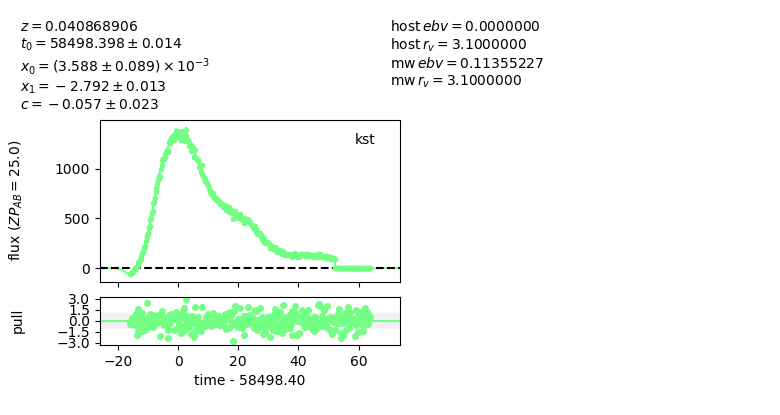 z = 0.040868906
t₀ = 58498.398 ± 0.014
x₀ = (3.588 ± 0.089) × 10⁻³
x₁ = −2.792 ± 0.013
c = −0.057 ± 0.023
host ebv = 0.0000000
host r_v = 3.1000000
mw ebv = 0.11355227
mw r_v = 3.1000000
kst
flux (ZP_AB = 25.0)
1000
500
0
pull
3.0
1.5
0.0
−1.5
−3.0
−20 0 20 40 60
time - 58498.40